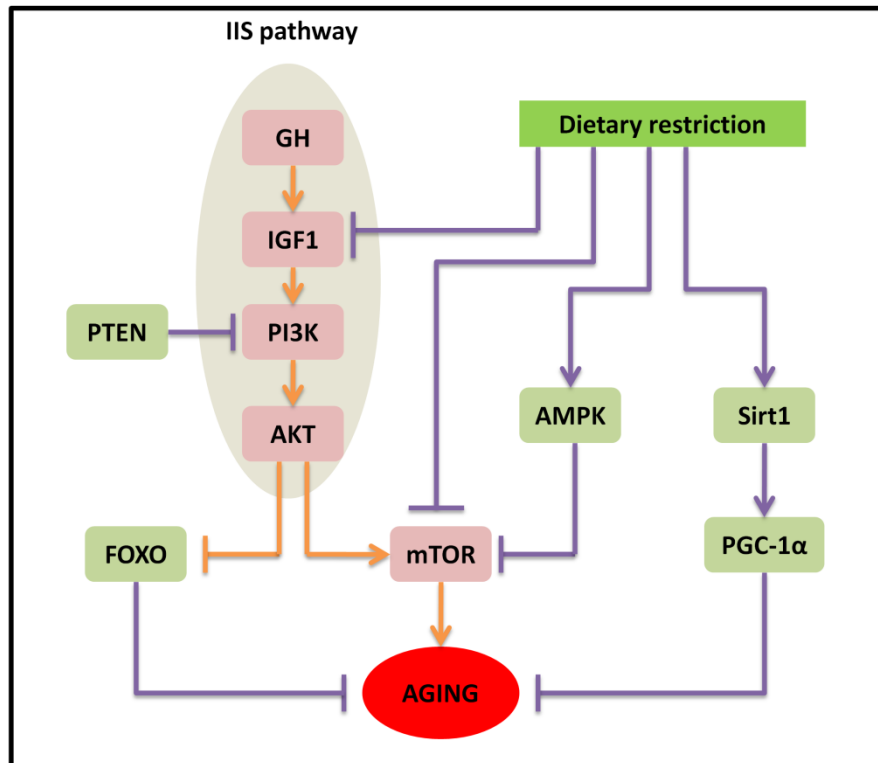 IIS pathway
GH
Dietary restriction
IGF1
PTEN
PI3K
AKT
AMPK
Sirt1
FOXO
mTOR
PGC-1α
AGING